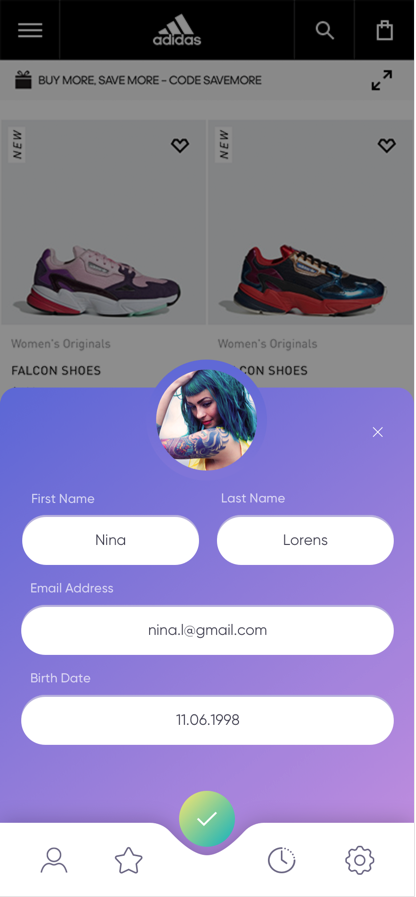 adidas
BUY MORE, SAVE MORE – CODE SAVEMORE
NEW
NEW
Women's Originals
Women's Originals
FALCON SHOES
CON SHOES
First Name
Last Name
Nina
Lorens
Email Address
nina.l@gmail.com
Birth Date
11.06.1998